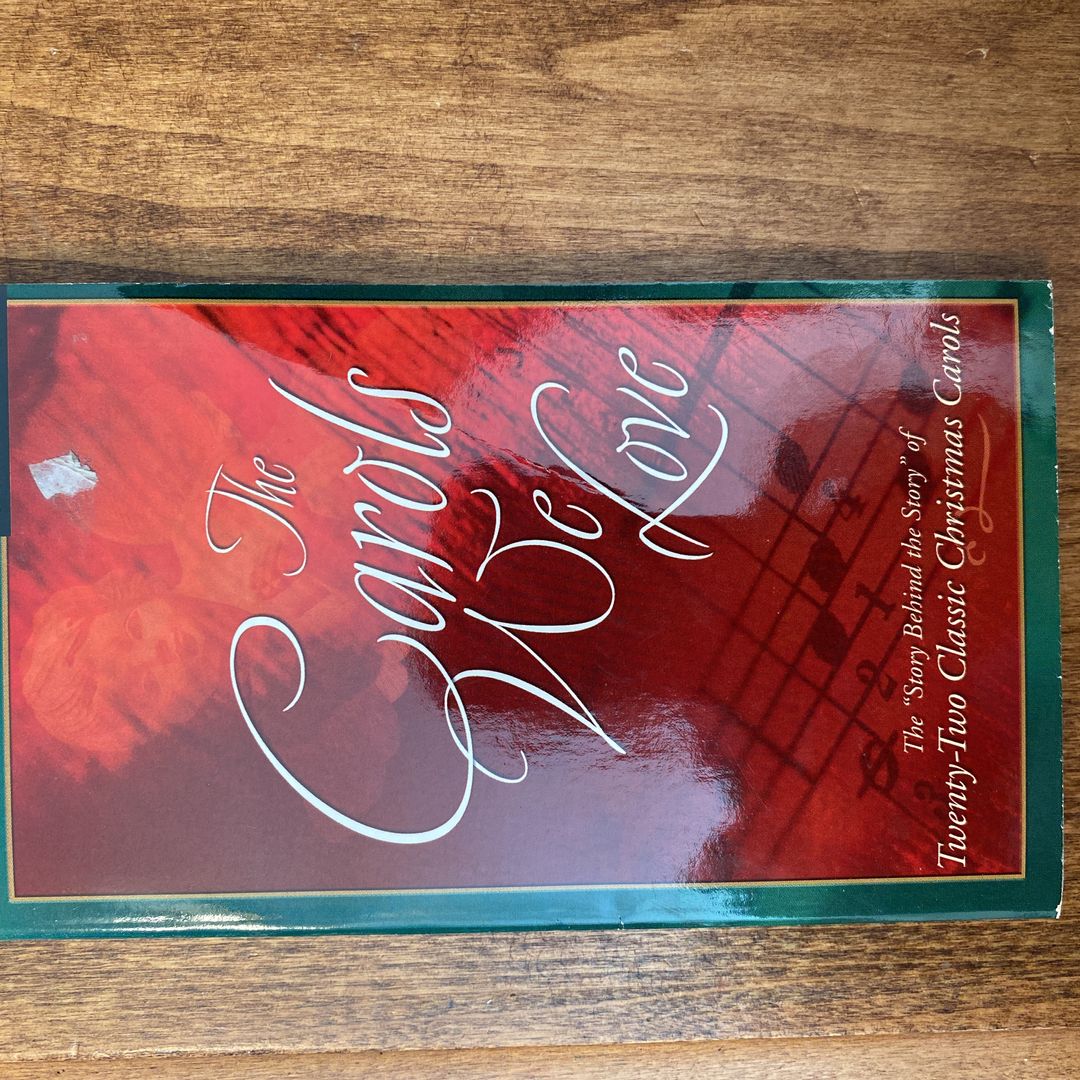 The
Carols
We Love
The “Story Behind the Story” of
Twenty-Two Classic Christmas Carols